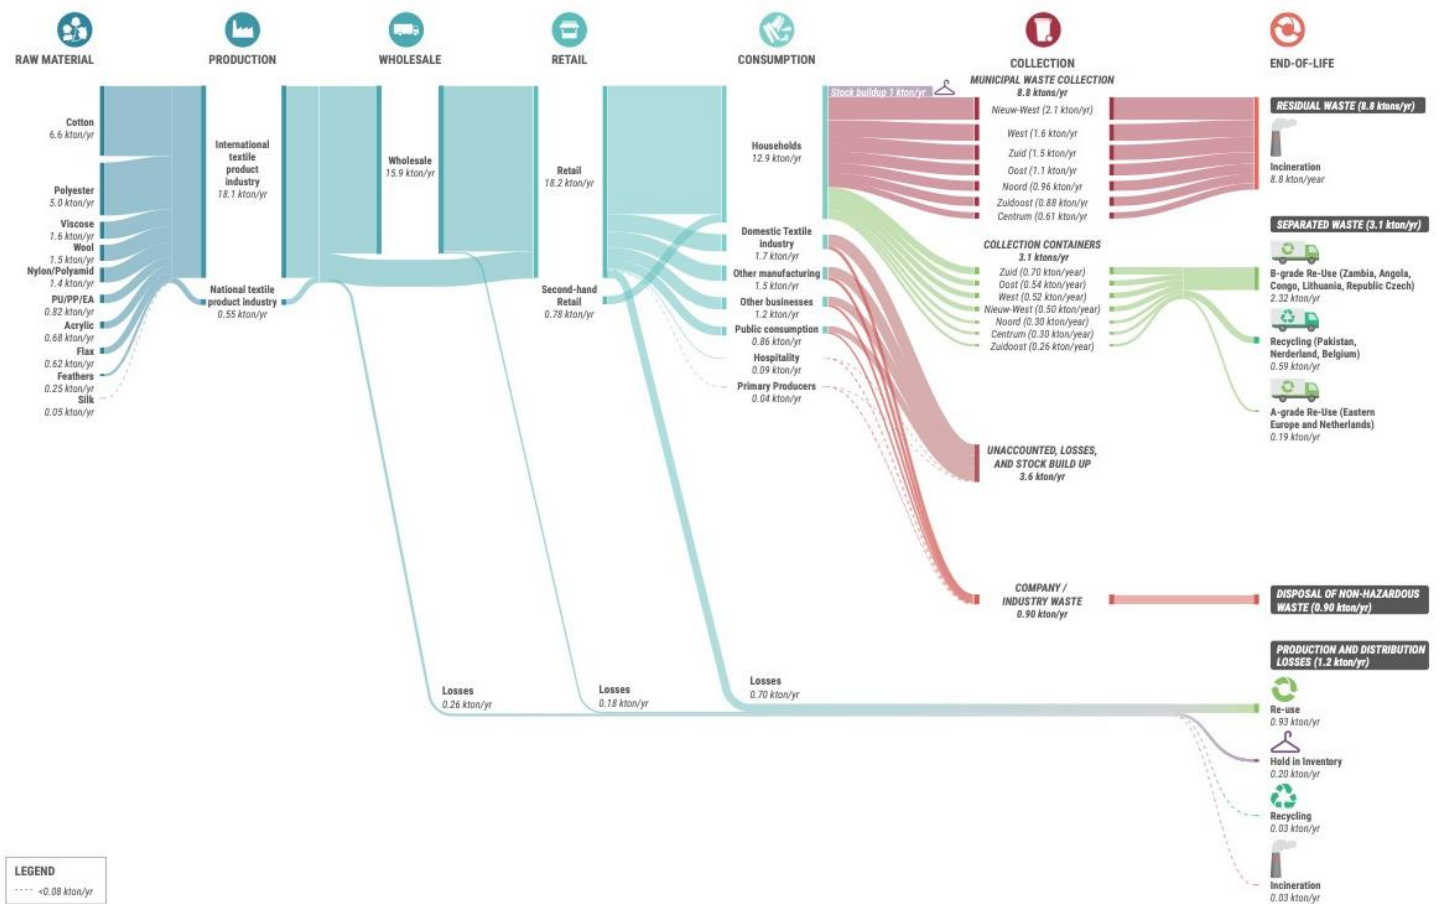 RAW MATERIAL
PRODUCTION
WHOLESALE
RETAIL
CONSUMPTION
COLLECTION
END-OF-LIFE
Cotton
6.6 kton/yr
Polyester
5.0 kton/yr
Viscose
1.6 kton/yr
Wool
1.5 kton/yr
Nylon/Polyamid
1.4 kton/yr
PU/PP/EA
0.82 kton/yr
Acrylic
0.68 kton/yr
Flax
0.62 kton/yr
Feathers
0.25 kton/yr
Silk
0.05 kton/yr
International
textile
product
industry
18.1 kton/yr
National textile
product industry
0.55 kton/yr
Wholesale
15.9 kton/yr
Retail
18.2 kton/yr
Second-hand
Retail
0.78 kton/yr
Households
12.9 kton/yr
Domestic Textile
industry
1.7 kton/yr
Other manufacturing
1.5 kton/yr
Other businesses
1.2 kton/yr
Public consumption
0.86 kton/yr
Hospitality
0.09 kton/yr
Primary Producers
0.04 kton/yr
Stock buildup 1 kton/yr
MUNICIPAL WASTE COLLECTION
8.8 ktons/yr
Nieuw-West (2.1 kton/yr)
West (1.6 kton/yr
Zuid (1.5 kton/yr
Oost (1.1 kton/yr
Noord (0.96 kton/yr
Zuidoost (0.88 kton/yr
Centrum (0.61 kton/yr
COLLECTION CONTAINERS
3.1 ktons/yr
Zuid (0.70 kton/year)
Oost (0.54 kton/year)
West (0.52 kton/year)
Nieuw-West (0.50 kton/year)
Noord (0.30 kton/year)
Centrum (0.30 kton/year)
Zuidoost (0.26 kton/year)
UNACCOUNTED, LOSSES,
AND STOCK BUILD UP
3.6 kton/yr
COMPANY /
INDUSTRY WASTE
0.90 kton/yr
RESIDUAL WASTE (8.8 ktons/yr)
Incineration
8.8 kton/year
SEPARATED WASTE (3.1 kton/yr)
B-grade Re-Use (Zambia, Angola,
Congo, Lithuania, Republic Czech)
2.32 kton/yr
Recycling (Pakistan,
Nerderland, Belgium)
0.59 kton/yr
A-grade Re-Use (Eastern
Europe and Netherlands)
0.19 kton/yr
DISPOSAL OF NON-HAZARDOUS
WASTE (0.90 kton/yr)
PRODUCTION AND DISTRIBUTION
LOSSES (1.2 kton/yr)
Losses
0.26 kton/yr
Losses
0.18 kton/yr
Losses
0.70 kton/yr
Re-use
0.93 kton/yr
Hold in Inventory
0.20 kton/yr
Recycling
0.03 kton/yr
Incineration
0.03 kton/yr
LEGEND
<0.08 kton/yr